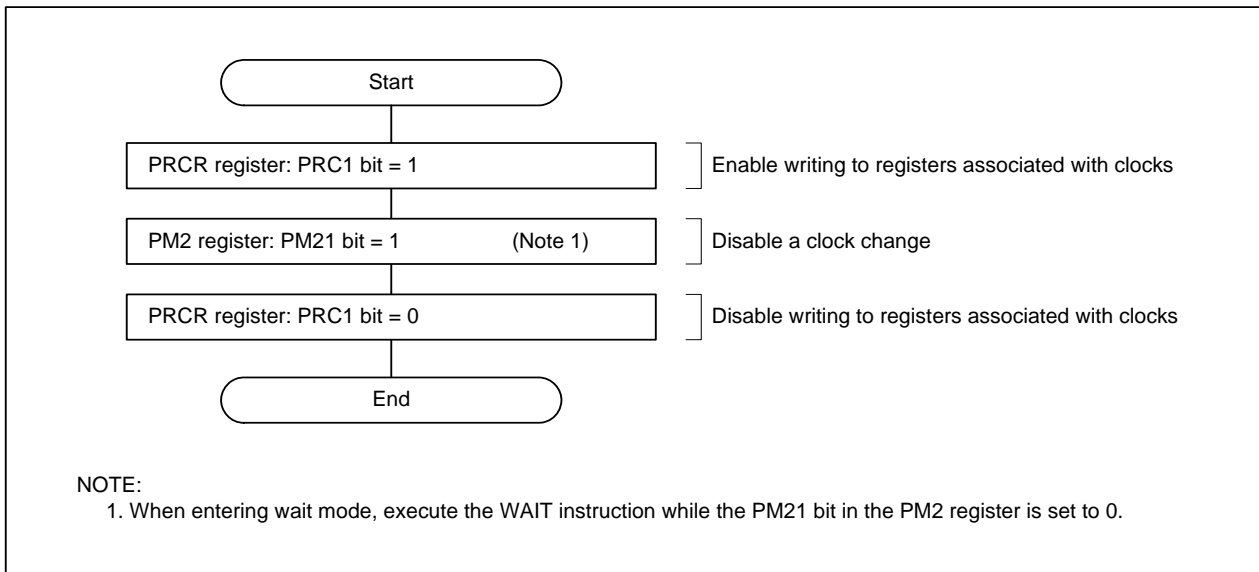 Start
PRCR register: PRC1 bit = 1 Enable writing to registers associated with clocks
PM2 register: PM21 bit = 1 (Note 1) Disable a clock change
PRCR register: PRC1 bit = 0 Disable writing to registers associated with clocks
End
NOTE:
1. When entering wait mode, execute the WAIT instruction while the PM21 bit in the PM2 register is set to 0.